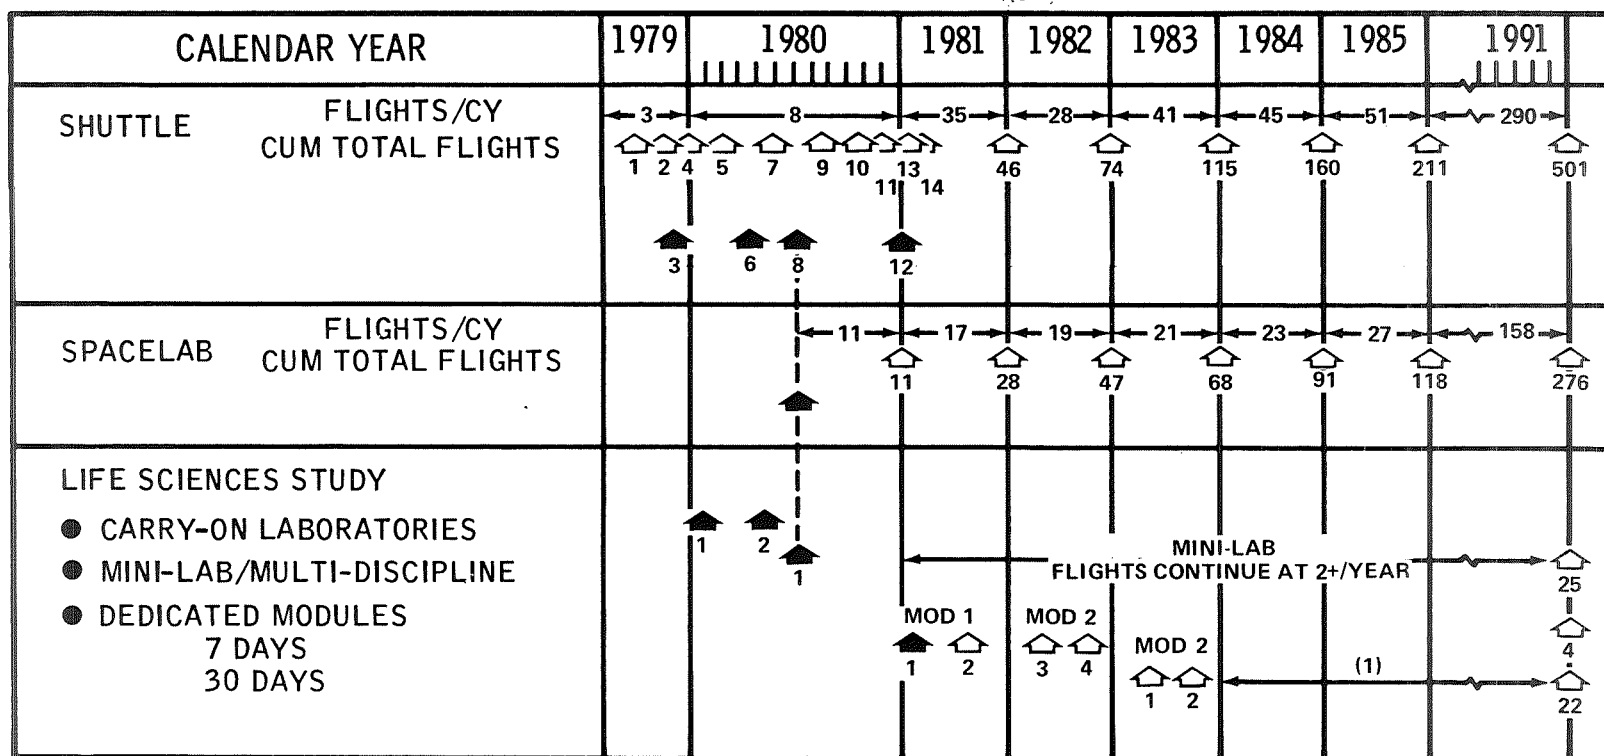 CALENDAR YEAR 1979 1980 1981 1982 1983 1984 1985 1991
SHUTTLE FLIGHTS/CY 3 8 35 28 41 45 51 290
CUM TOTAL FLIGHTS
1 2 4 5 7 9 10 13 46 74 115 160 211 501
11 14
3 6 8 12
SPACELAB FLIGHTS/CY 11 17 19 21 23 27 158
CUM TOTAL FLIGHTS
11 28 47 68 91 118 276
LIFE SCIENCES STUDY
● CARRY-ON LABORATORIES
1 2
● MINI-LAB/MULTI-DISCIPLINE
1
MINI-LAB
FLIGHTS CONTINUE AT 2+/YEAR
25
● DEDICATED MODULES
7 DAYS
MOD 1 MOD 2
1 2 3 4 4
30 DAYS
MOD 2 (1)
1 2 22